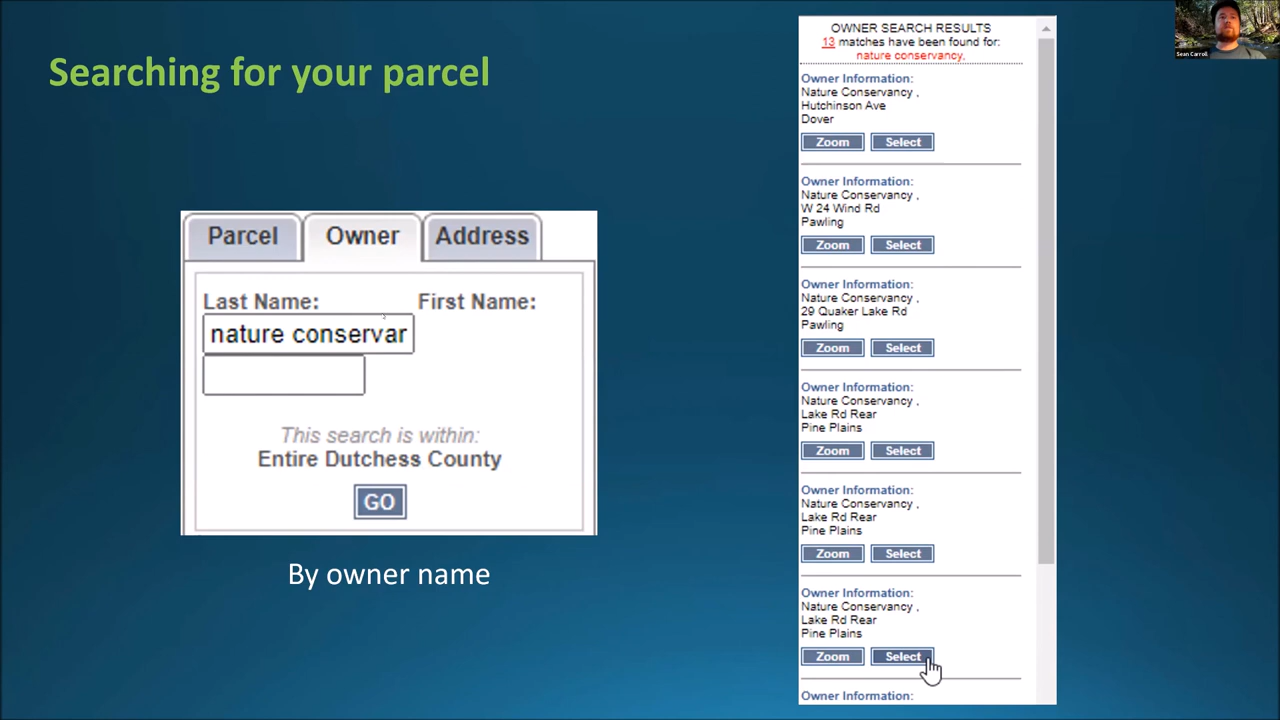 Searching for your parcel
Parcel
Owner
Address
Last Name:
First Name:
nature conservar
This search is within:
Entire Dutchess County
GO
By owner name
OWNER SEARCH RESULTS
13 matches have been found for:
nature conservancy,
Owner Information:
Nature Conservancy ,
Hutchinson Ave
Dover
Zoom Select
Owner Information:
Nature Conservancy ,
W 24 Wind Rd
Pawling
Zoom Select
Owner Information:
Nature Conservancy ,
29 Quaker Lake Rd
Pawling
Zoom Select
Owner Information:
Nature Conservancy ,
Lake Rd Rear
Pine Plains
Zoom Select
Owner Information:
Nature Conservancy ,
Lake Rd Rear
Pine Plains
Zoom Select
Owner Information:
Nature Conservancy ,
Lake Rd Rear
Pine Plains
Zoom Select
Owner Information:
Sean Carroll